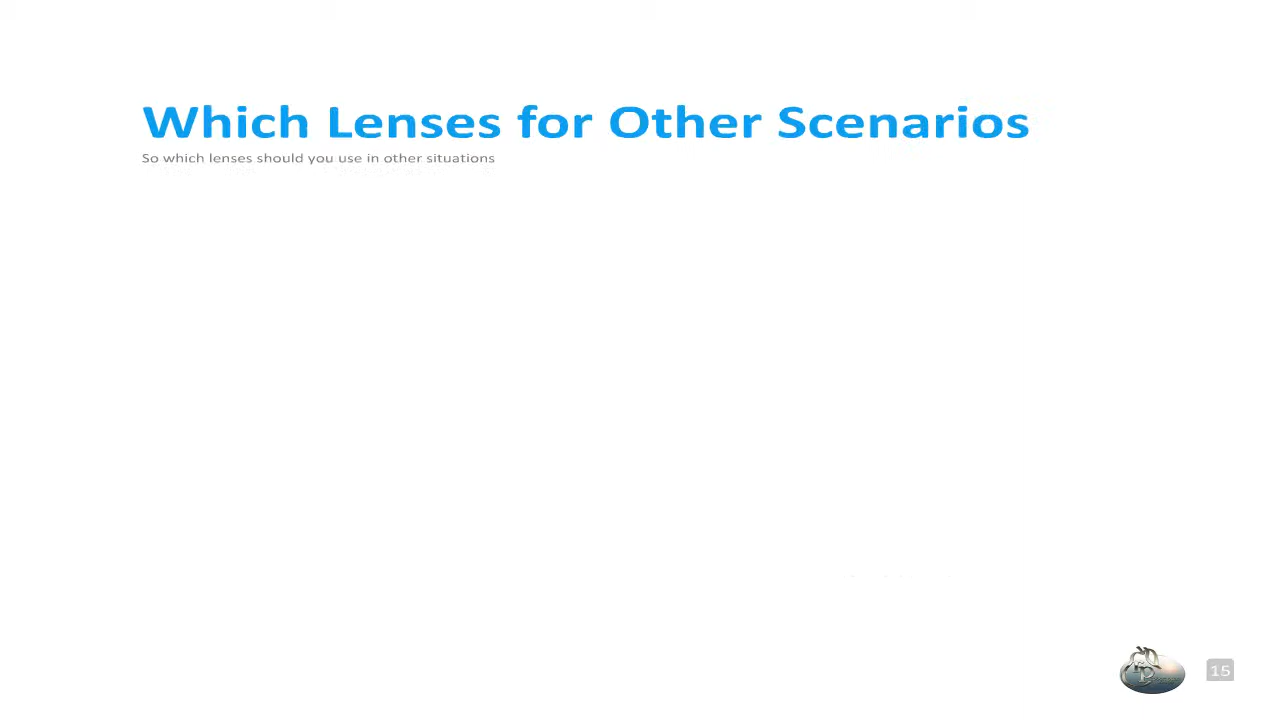 Which Lenses for Other Scenarios
So which lenses should you use in other situations
15